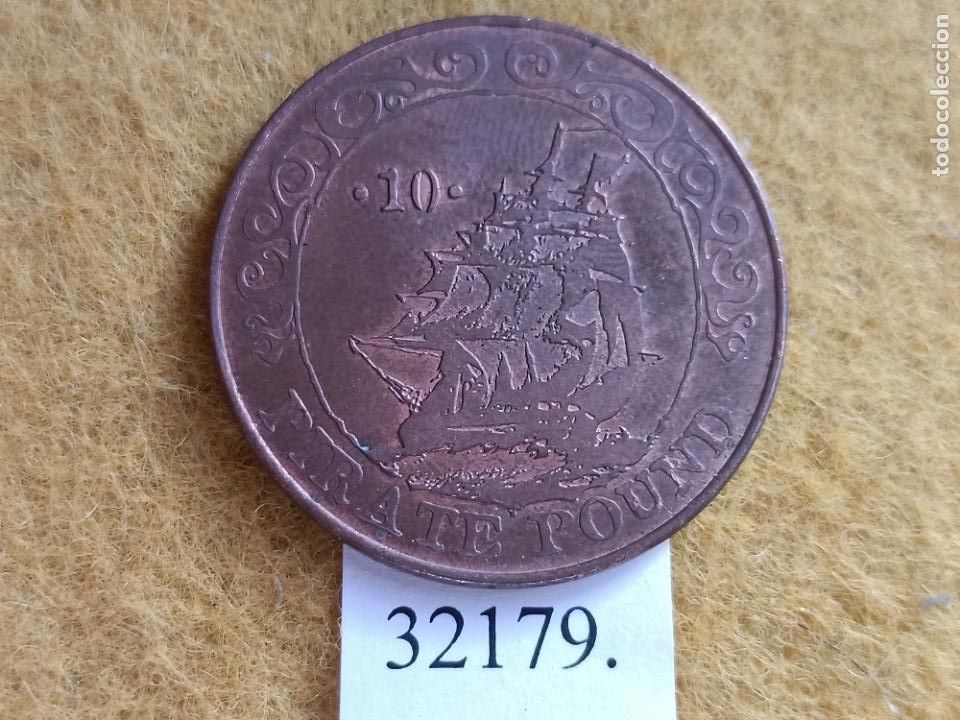 ·10·
PIRATE POUND
32179.
todocoleccion